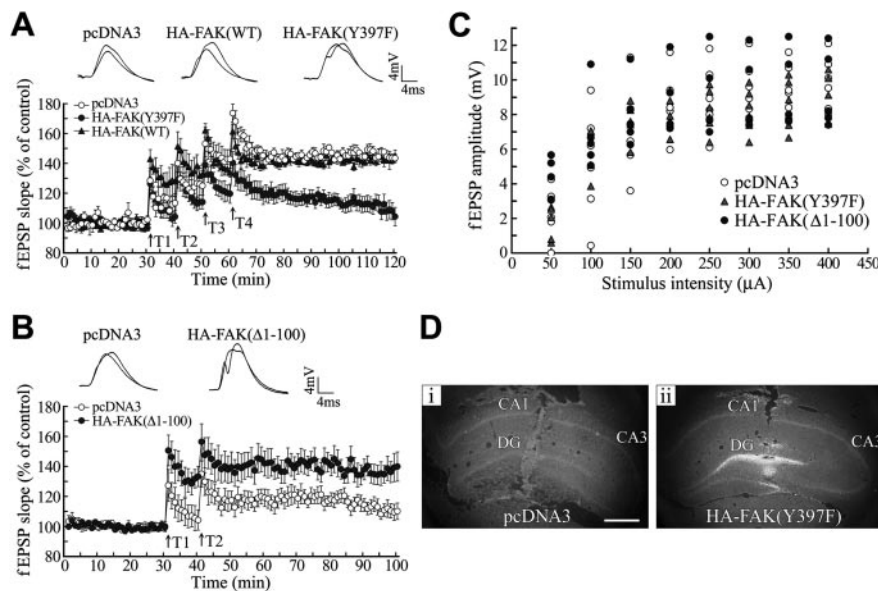 A
pcDNA3
HA-FAK(WT)
HA-FAK(Y397F)
4mV
4ms
fEPSP slope (% of control)
180
160
140
120
100
80
pcDNA3
HA-FAK(Y397F)
HA-FAK(WT)
T1
T2
T3
T4
0 10 20 30 40 50 60 70 80 90 100 110 120
Time (min)
B
pcDNA3
HA-FAK(Δ1-100)
4mV
4ms
fEPSP slope (% of control)
180
160
140
120
100
80
pcDNA3
HA-FAK(Δ1-100)
T1
T2
0 10 20 30 40 50 60 70 80 90 100
Time (min)
C
fEPSP amplitude (mV)
12
10
8
6
4
2
0
pcDNA3
HA-FAK(Y397F)
HA-FAK(Δ1-100)
0 50 100 150 200 250 300 350 400 450
Stimulus intensity (µA)
D
i
CA1
DG
CA3
pcDNA3
ii
CA1
DG
CA3
HA-FAK(Y397F)